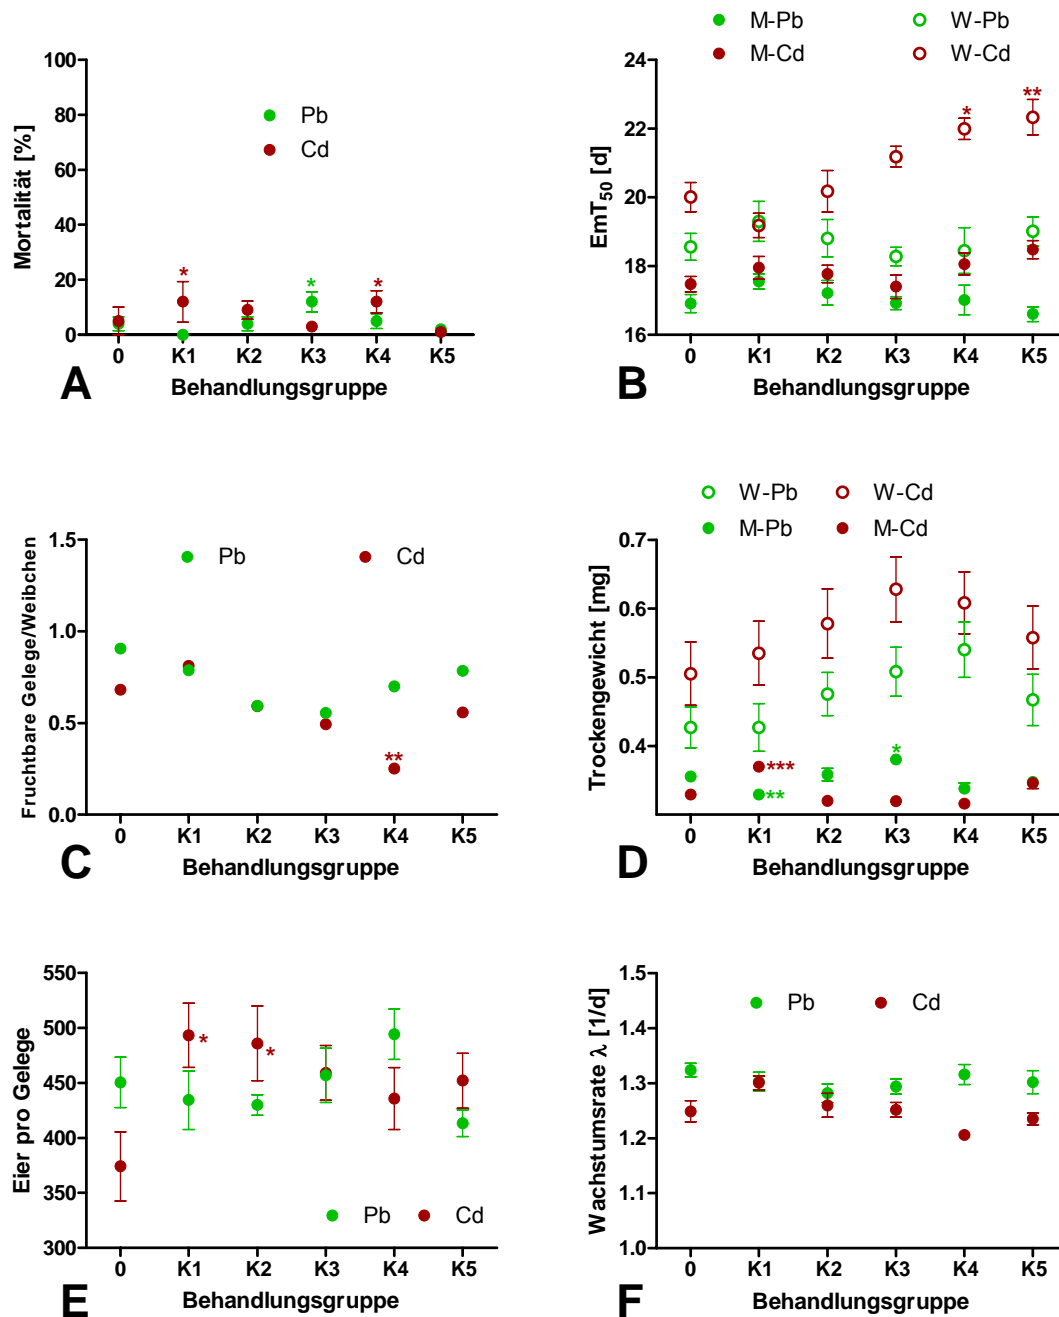 M-Pb W-Pb
M-Cd W-Cd
100
80
60
40
20
0
Mortalität [%]
Pb
Cd
*
*
*
0 K1 K2 K3 K4 K5
Behandlungsgruppe
A
24
22
20
18
16
EmT50 [d]
*
**
0 K1 K2 K3 K4 K5
Behandlungsgruppe
B
1.5
1.0
0.5
0.0
Fruchtbare Gelege/Weibchen
Pb Cd
**
0 K1 K2 K3 K4 K5
Behandlungsgruppe
C
W-Pb W-Cd
M-Pb M-Cd
0.7
0.6
0.5
0.4
Trockengewicht [mg]
***
**
*
0 K1 K2 K3 K4 K5
Behandlungsgruppe
D
550
500
450
400
350
300
Eier pro Gelege
*
*
Pb Cd
0 K1 K2 K3 K4 K5
Behandlungsgruppe
E
1.5
1.4
1.3
1.2
1.1
1.0
Wachstumsrate λ [1/d]
Pb Cd
0 K1 K2 K3 K4 K5
Behandlungsgruppe
F